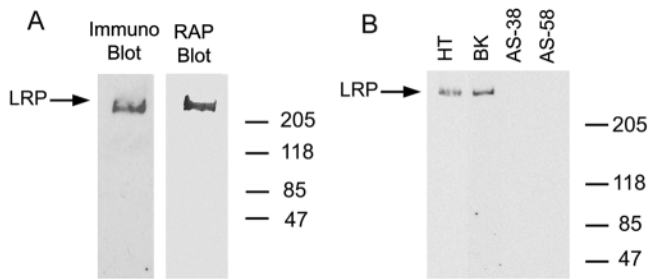 A
Immuno
Blot
RAP
Blot
LRP
205
118
85
47
B
HT
BK
AS-38
AS-58
LRP
205
118
85
47